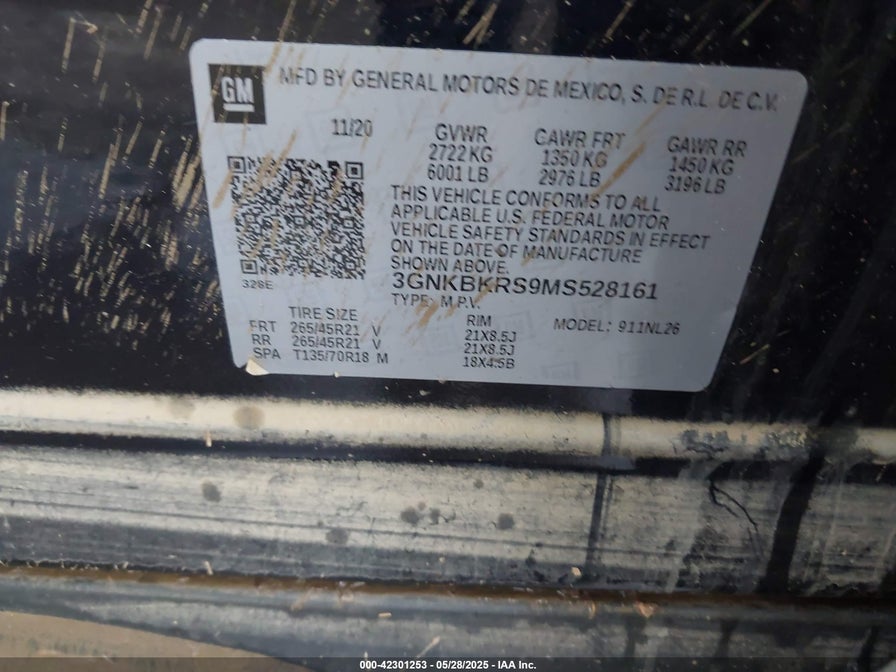 GM
MFD BY GENERAL MOTORS DE MEXICO, S. DE R.L. DE C.V.
11/20 GVWR GAWR FRT GAWR RR
2722 KG 1350 KG 1450 KG
6001 LB 2976 LB 3196 LB
THIS VEHICLE CONFORMS TO ALL
APPLICABLE U.S. FEDERAL MOTOR
VEHICLE SAFETY STANDARDS IN EFFECT
ON THE DATE OF MANUFACTURE
SHOWN ABOVE.
328E
3GNKBKRS9MS528161
TYPE: M.P.V.
TIRE SIZE RIM MODEL: 911NL26
FRT 265/45R21 V 21X8.5J
RR 265/45R21 V 21X8.5J
SPA T135/70R18 M 18X4.5B
000-42301253 - 05/28/2025 - IAA Inc.